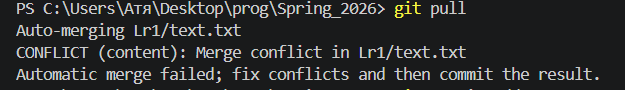 PS C:\Users\Атя\Desktop\prog\Spring_2026> git pull
Auto-merging Lr1/text.txt
CONFLICT (content): Merge conflict in Lr1/text.txt
Automatic merge failed; fix conflicts and then commit the result.